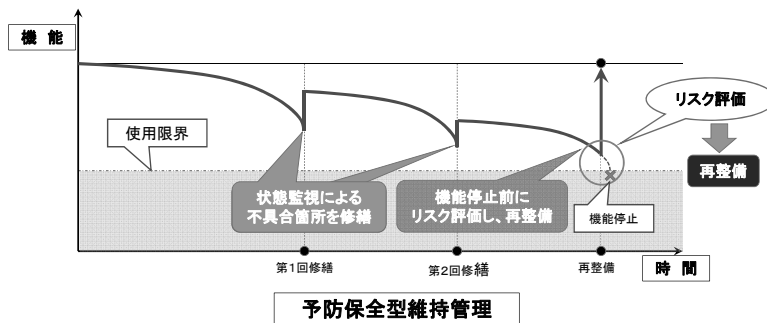 機 能
リスク評価
使用限界
再整備
状態監視による
不具合箇所を修繕
機能停止前に
リスク評価し、再整備
機能停止
第1回修繕
第2回修繕
再整備
時 間
予防保全型維持管理